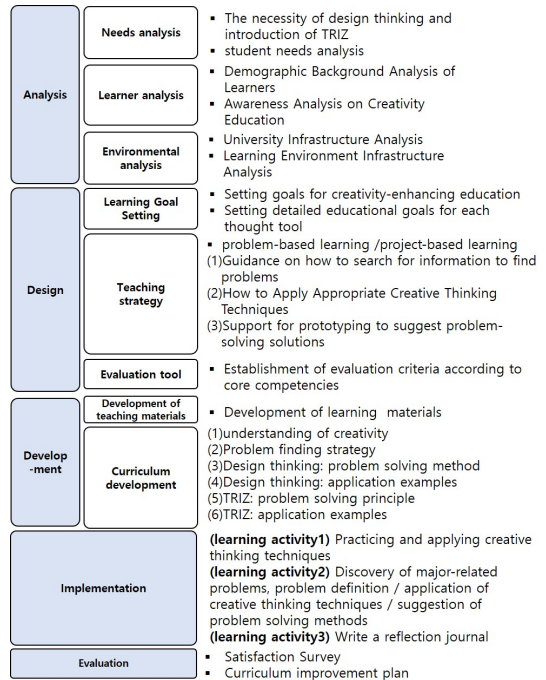 Analysis
Needs analysis
▪ The necessity of design thinking and
introduction of TRIZ
▪ student needs analysis
Learner analysis
▪ Demographic Background Analysis of
Learners
▪ Awareness Analysis on Creativity
Education
Environmental
analysis
▪ University Infrastructure Analysis
▪ Learning Environment Infrastructure
Analysis
Design
Learning Goal
Setting
▪ Setting goals for creativity-enhancing education
▪ Setting detailed educational goals for each
thought tool
Teaching
strategy
▪ problem-based learning /project-based learning
(1)Guidance on how to search for information to find
problems
(2)How to Apply Appropriate Creative Thinking
Techniques
(3)Support for prototyping to suggest problem-
solving solutions
Evaluation tool
▪ Establishment of evaluation criteria according to
core competencies
Develop
-ment
Development of
teaching materials
▪ Development of learning materials
Curriculum
development
(1)understanding of creativity
(2)Problem finding strategy
(3)Design thinking: problem solving method
(4)Design thinking: application examples
(5)TRIZ: problem solving principle
(6)TRIZ: application examples
Implementation
(learning activity1) Practicing and applying creative
thinking techniques
(learning activity2) Discovery of major-related
problems, problem definition / application of
creative thinking techniques / suggestion of
problem solving methods
(learning activity3) Write a reflection journal
Evaluation
▪ Satisfaction Survey
▪ Curriculum improvement plan